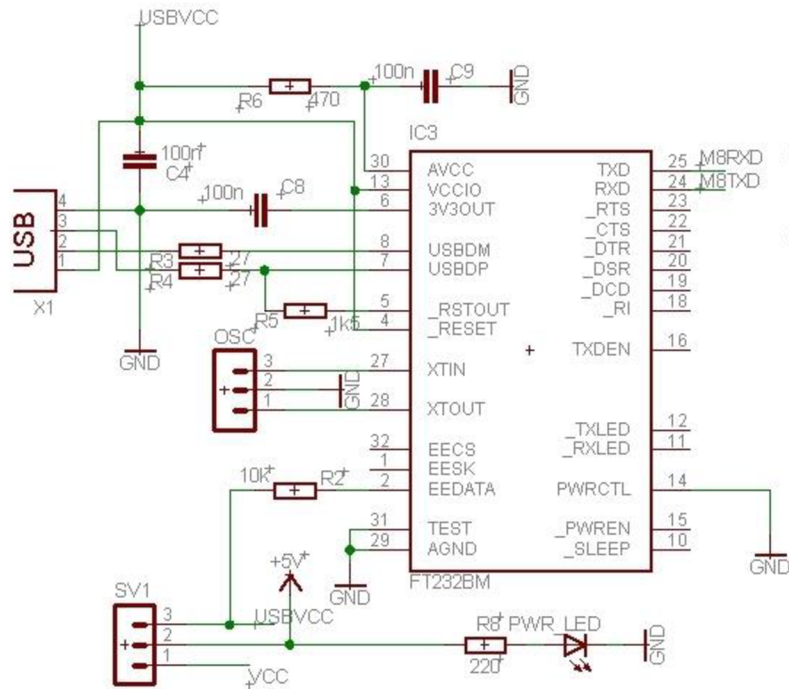 USBVCC
R6 470
100n C9
GND
IC3
100n
C4
100n C8
USB
4
3
2
1
X1
R3 27
R4 27
R5 1k5
GND
OSC
3
2
1
GND
30 AVCC
13 VCCIO
6 3V3OUT
8 USBDM
7 USBDP
5 _RSTOUT
4 _RESET
27 XTIN
28 XTOUT
32 EECS
1 EESK
2 EEDATA
31 TEST
29 AGND
TXD 25 M8RXD
RXD 24 M8TXD
_RTS 23
_CTS 22
_DTR 21
_DSR 20
_DCD 19
_RI 18
TXDEN 16
_TXLED 12
_RXLED 11
PWRCTL 14
_PWREN 15
_SLEEP 10
GND
FT232BM
10k R2
GND
+5V
SV1
3 USBVCC
2
1 VCC
R8 PWR_LED
220
GND